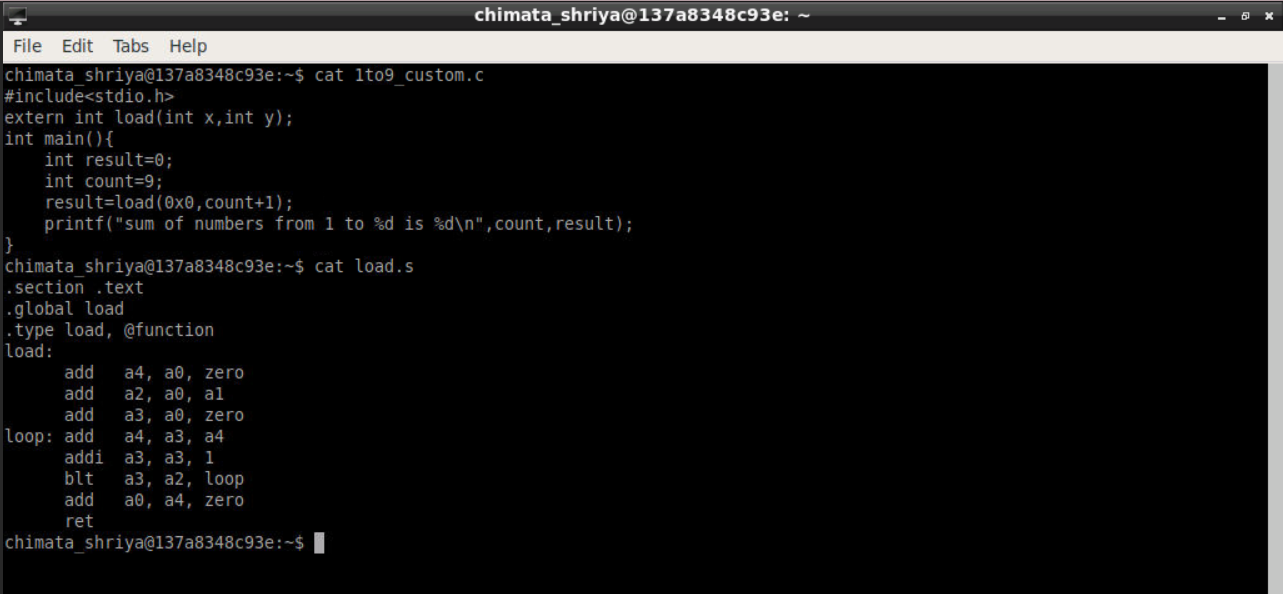 chimata_shriya@137a8348c93e: ~
File Edit Tabs Help
chimata_shriya@137a8348c93e:~$ cat 1to9_custom.c
#include<stdio.h>
extern int load(int x,int y);
int main(){
    int result=0;
    int count=9;
    result=load(0x0,count+1);
    printf("sum of numbers from 1 to %d is %d\n",count,result);
}
chimata_shriya@137a8348c93e:~$ cat load.s
.section .text
.global load
.type load, @function
load:
      add   a4, a0, zero
      add   a2, a0, a1
      add   a3, a0, zero
loop: add   a4, a3, a4
      addi  a3, a3, 1
      blt   a3, a2, loop
      add   a0, a4, zero
      ret
chimata_shriya@137a8348c93e:~$